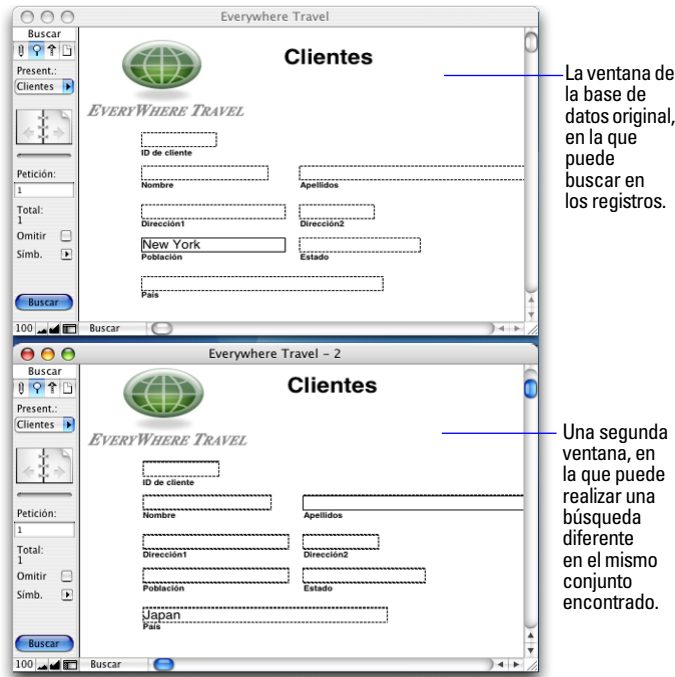 Everywhere Travel
Buscar
Present.:
Clientes
Petición:
1
Total:
1
Omitir
Símb.
Buscar
100
Buscar
Clientes
EVERYWHERE TRAVEL
ID de cliente
Nombre
Apellidos
Dirección1
Dirección2
New York
Población
Estado
País
La ventana de
la base de
datos original,
en la que
puede
buscar en
los registros.
Everywhere Travel – 2
Buscar
Present.:
Clientes
Petición:
1
Total:
1
Omitir
Símb.
Buscar
100
Buscar
Clientes
EVERYWHERE TRAVEL
ID de cliente
Nombre
Apellidos
Dirección1
Dirección2
Población
Estado
Japan
País
Una segunda
ventana, en
la que puede
realizar una
búsqueda
diferente
en el mismo
conjunto
encontrado.